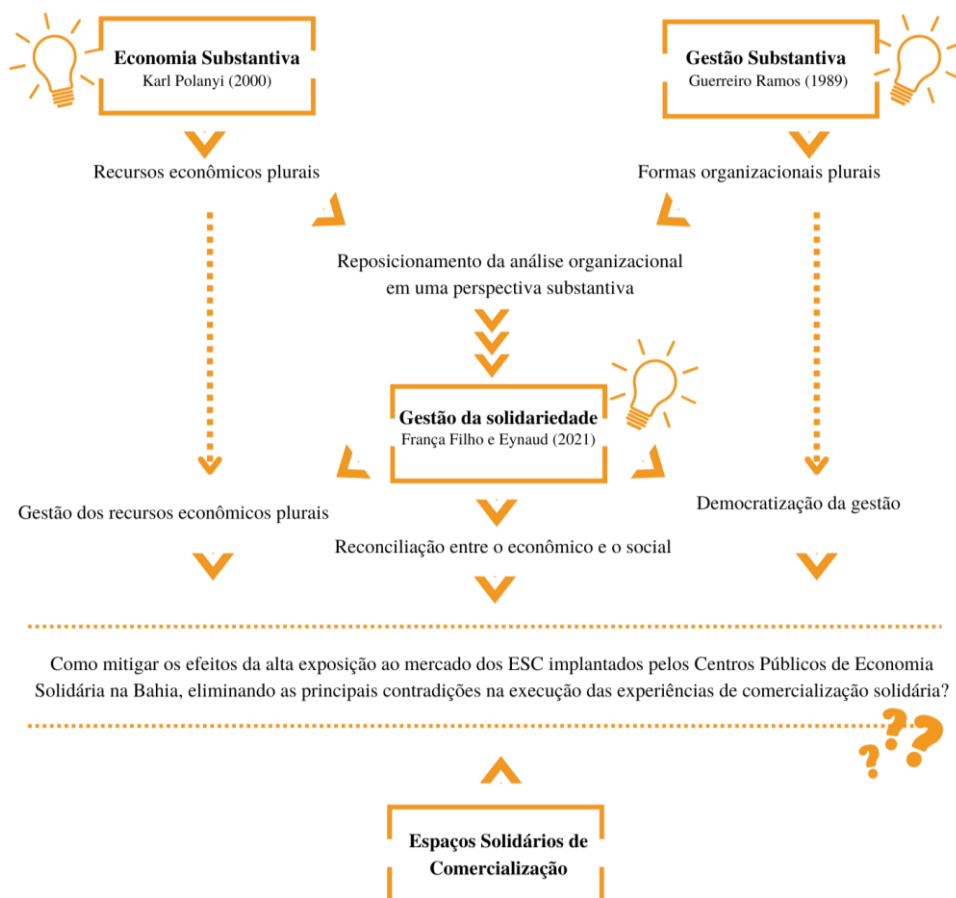 Economia Substantiva
Karl Polanyi (2000)
Gestão Substantiva
Guerreiro Ramos (1989)
Recursos econômicos plurais
Formas organizacionais plurais
Reposicionamento da análise organizacional
em uma perspectiva substantiva
Gestão da solidariedade
França Filho e Eynaud (2021)
Gestão dos recursos econômicos plurais
Democratização da gestão
Reconciliação entre o econômico e o social
Como mitigar os efeitos da alta exposição ao mercado dos ESC implantados pelos Centros Públicos de Economia
Solidária na Bahia, eliminando as principais contradições na execução das experiências de comercialização solidária?
???
Espaços Solidários de
Comercialização